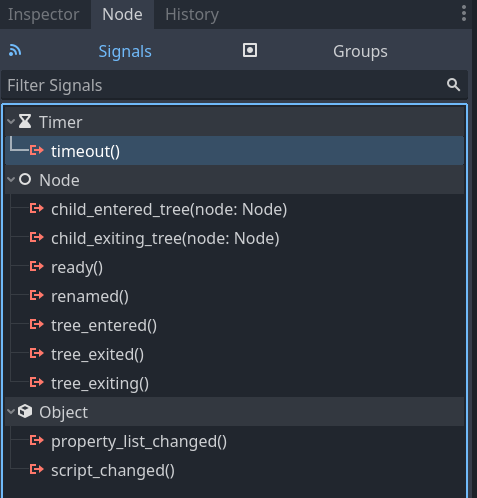 Inspector Node History
Signals Groups
Filter Signals
Timer
timeout()
Node
child_entered_tree(node: Node)
child_exiting_tree(node: Node)
ready()
renamed()
tree_entered()
tree_exited()
tree_exiting()
Object
property_list_changed()
script_changed()